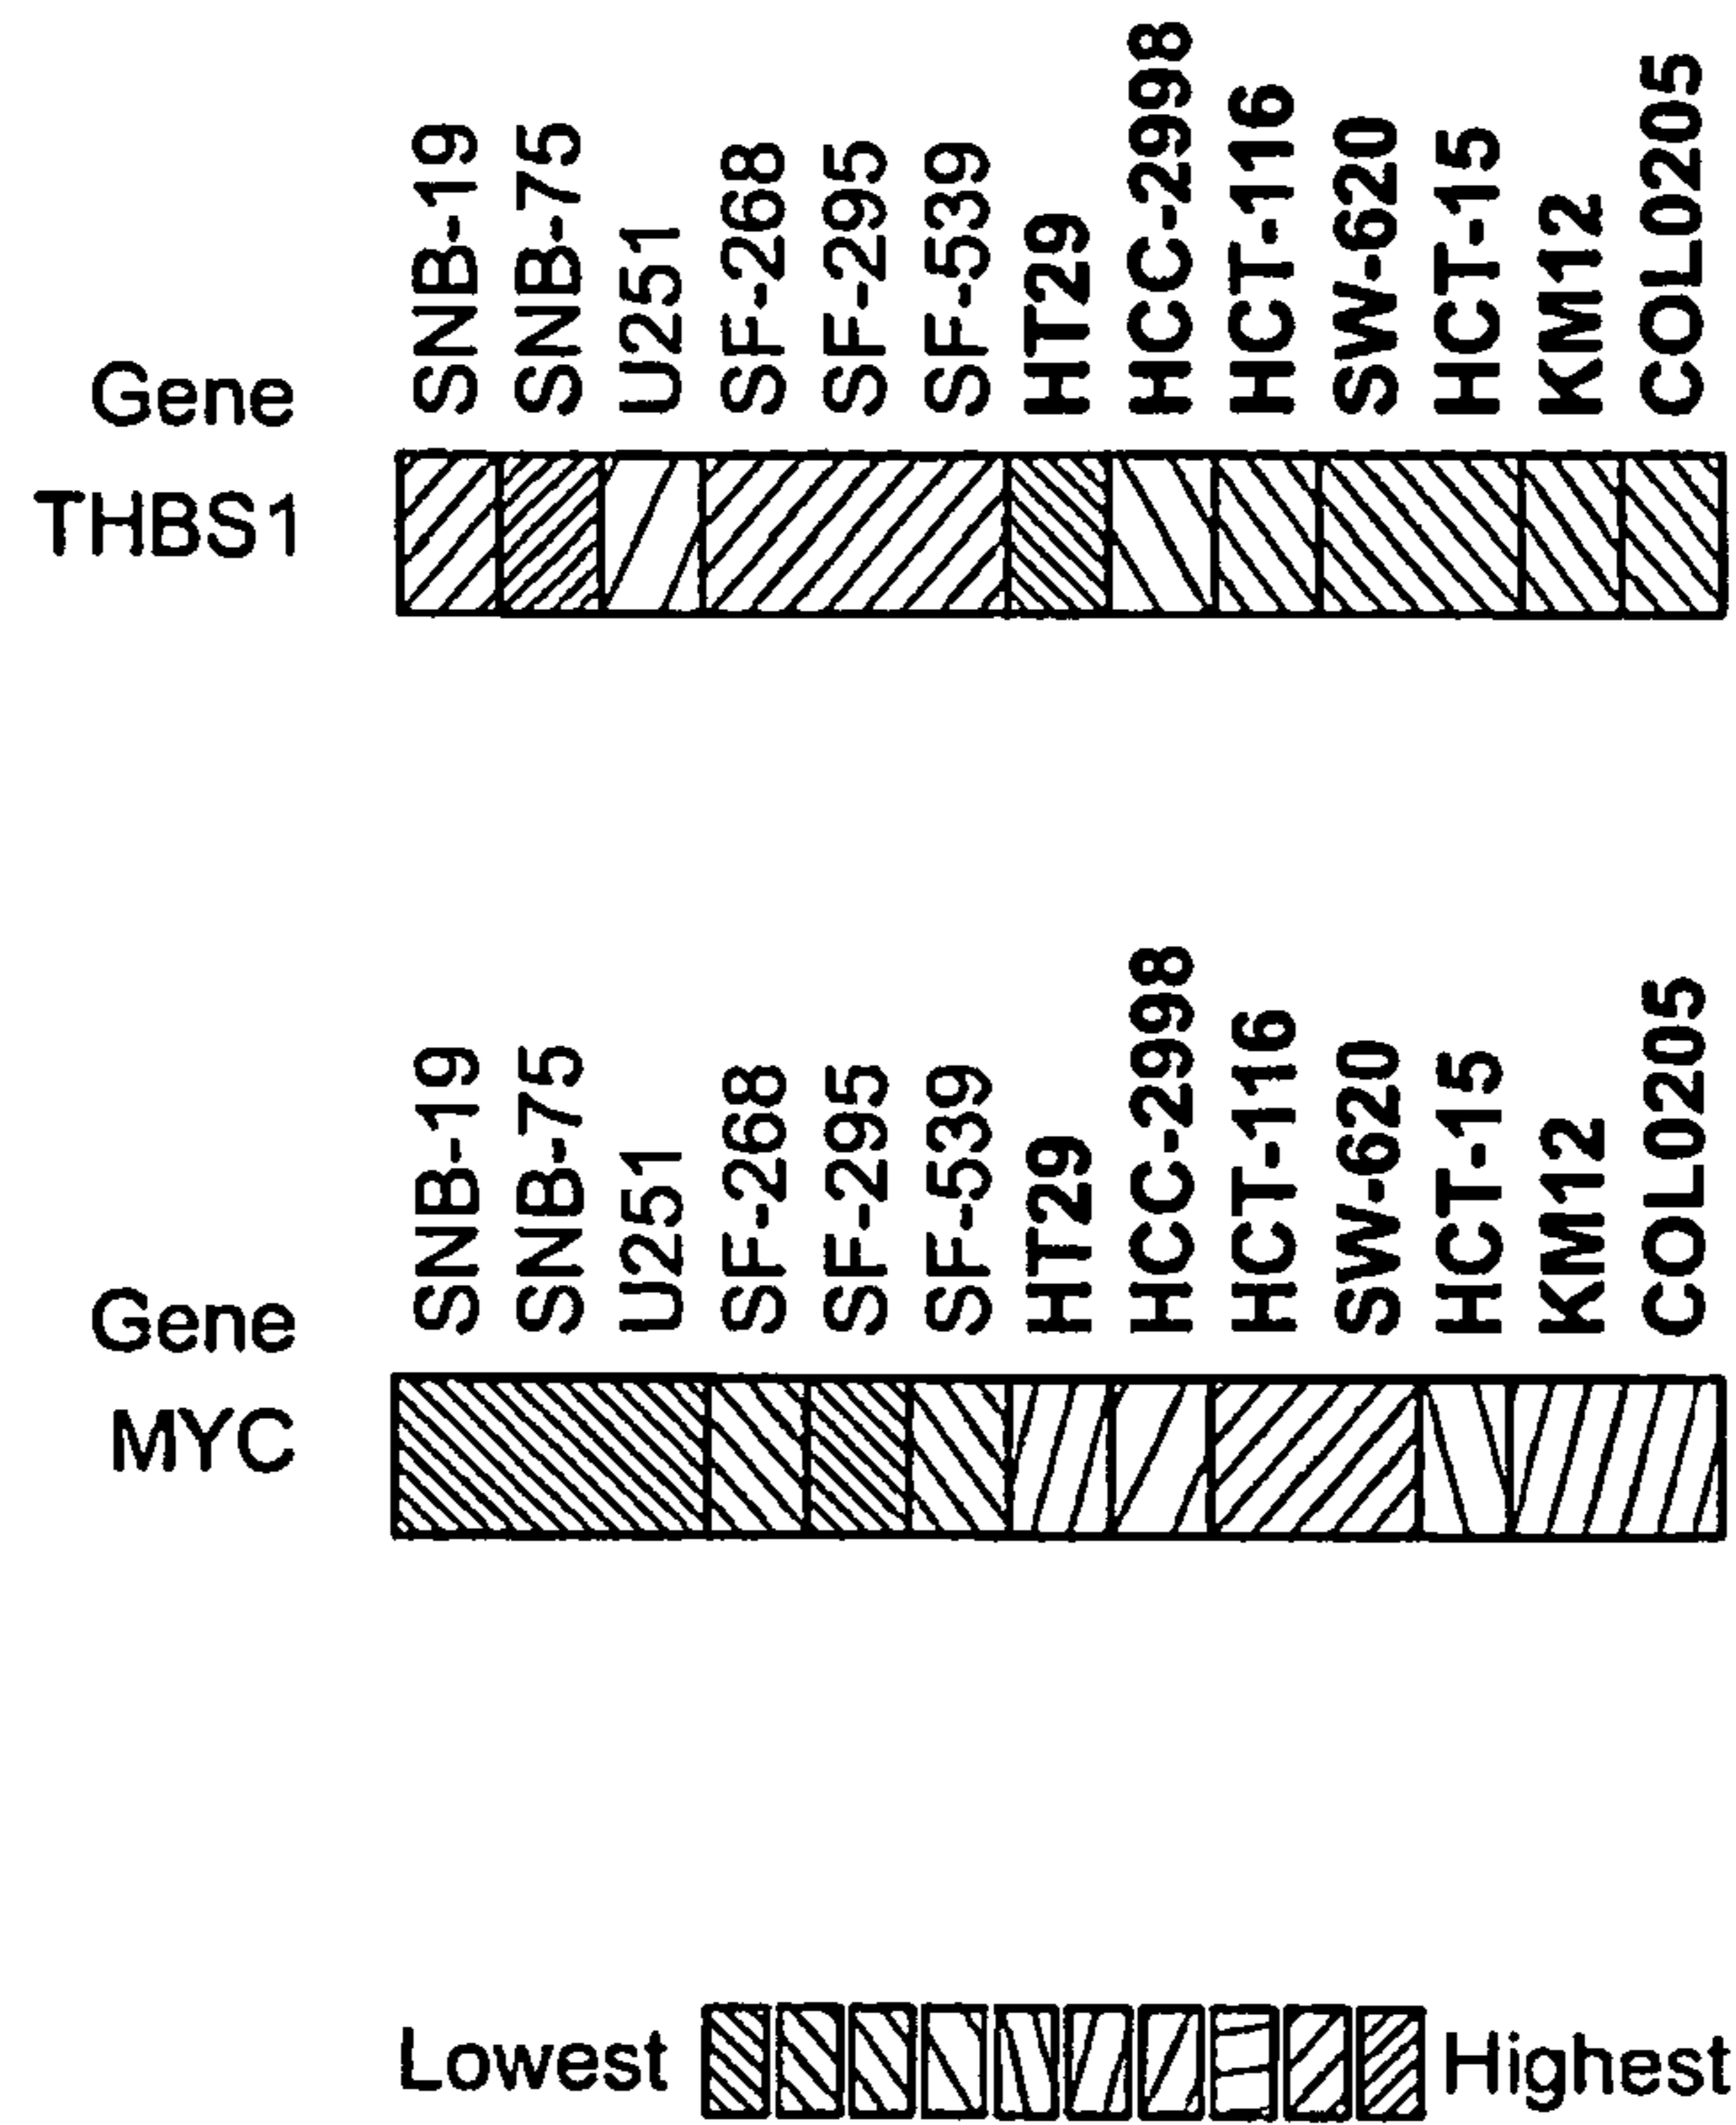 Gene SNB-19 SNB-75 U251 SF-268 SF-295 SF-539 HT29 HCC-2998 HCT-116 SW-620 HCT-15 KM12 COL0205
THBS1
Gene SNB-19 SNB-75 U251 SF-268 SF-295 SF-539 HT29 HCC-2998 HCT-116 SW-620 HCT-15 KM12 COL0205
MYC
Lowest Highest